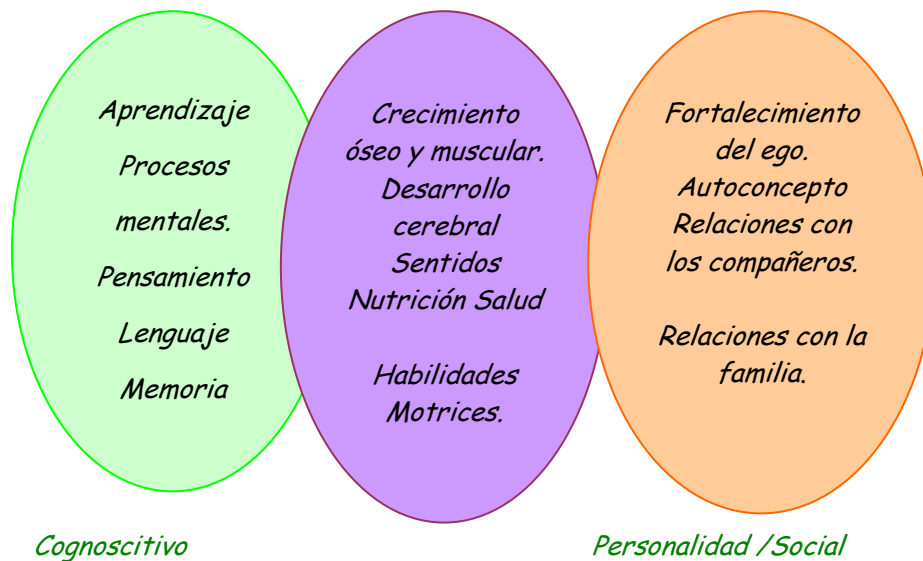 Aprendizaje
Procesos
mentales.
Pensamiento
Lenguaje
Memoria
Crecimiento
óseo y muscular.
Desarrollo
cerebral
Sentidos
Nutrición Salud
Habilidades
Motrices.
Fortalecimiento
del ego.
Autoconcepto
Relaciones con
los compañeros.
Relaciones con la
familia.
Cognoscitivo
Personalidad /Social